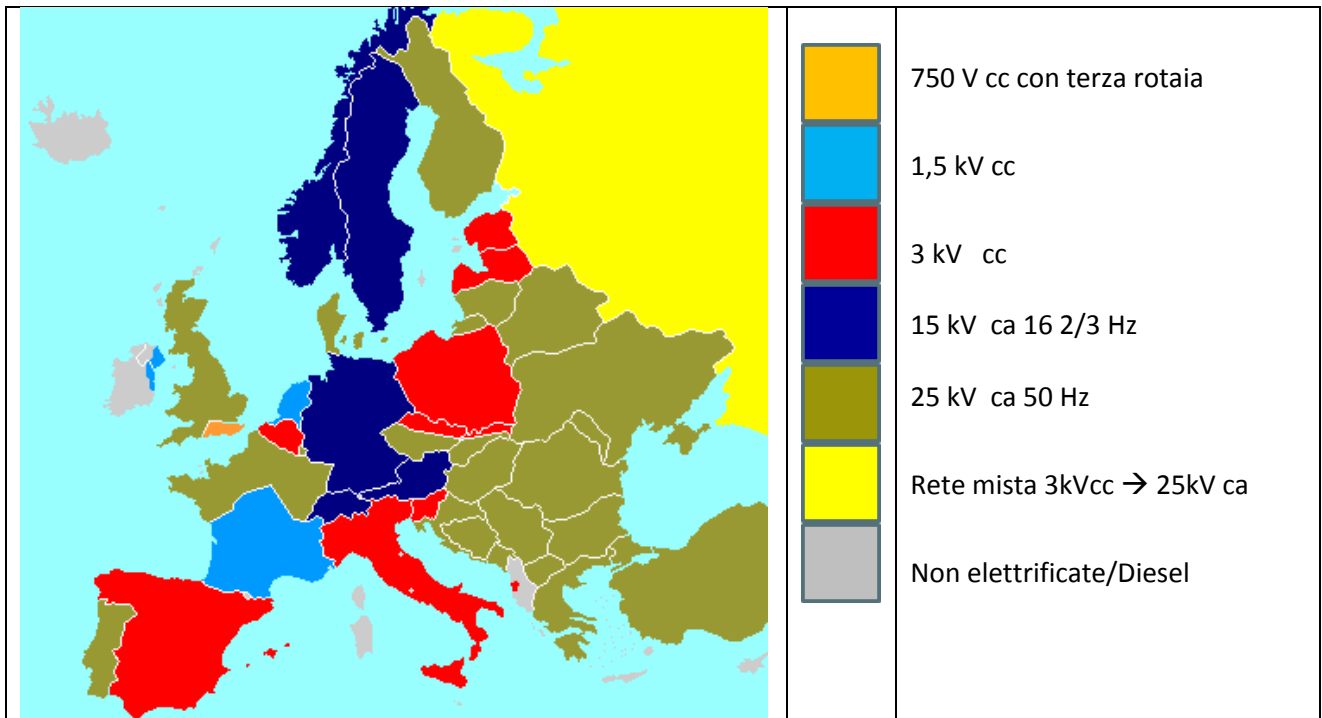 750 V cc con terza rotaia
1,5 kV cc
3 kV cc
15 kV ca 16 2/3 Hz
25 kV ca 50 Hz
Rete mista 3kVcc → 25kV ca
Non elettrificate/Diesel